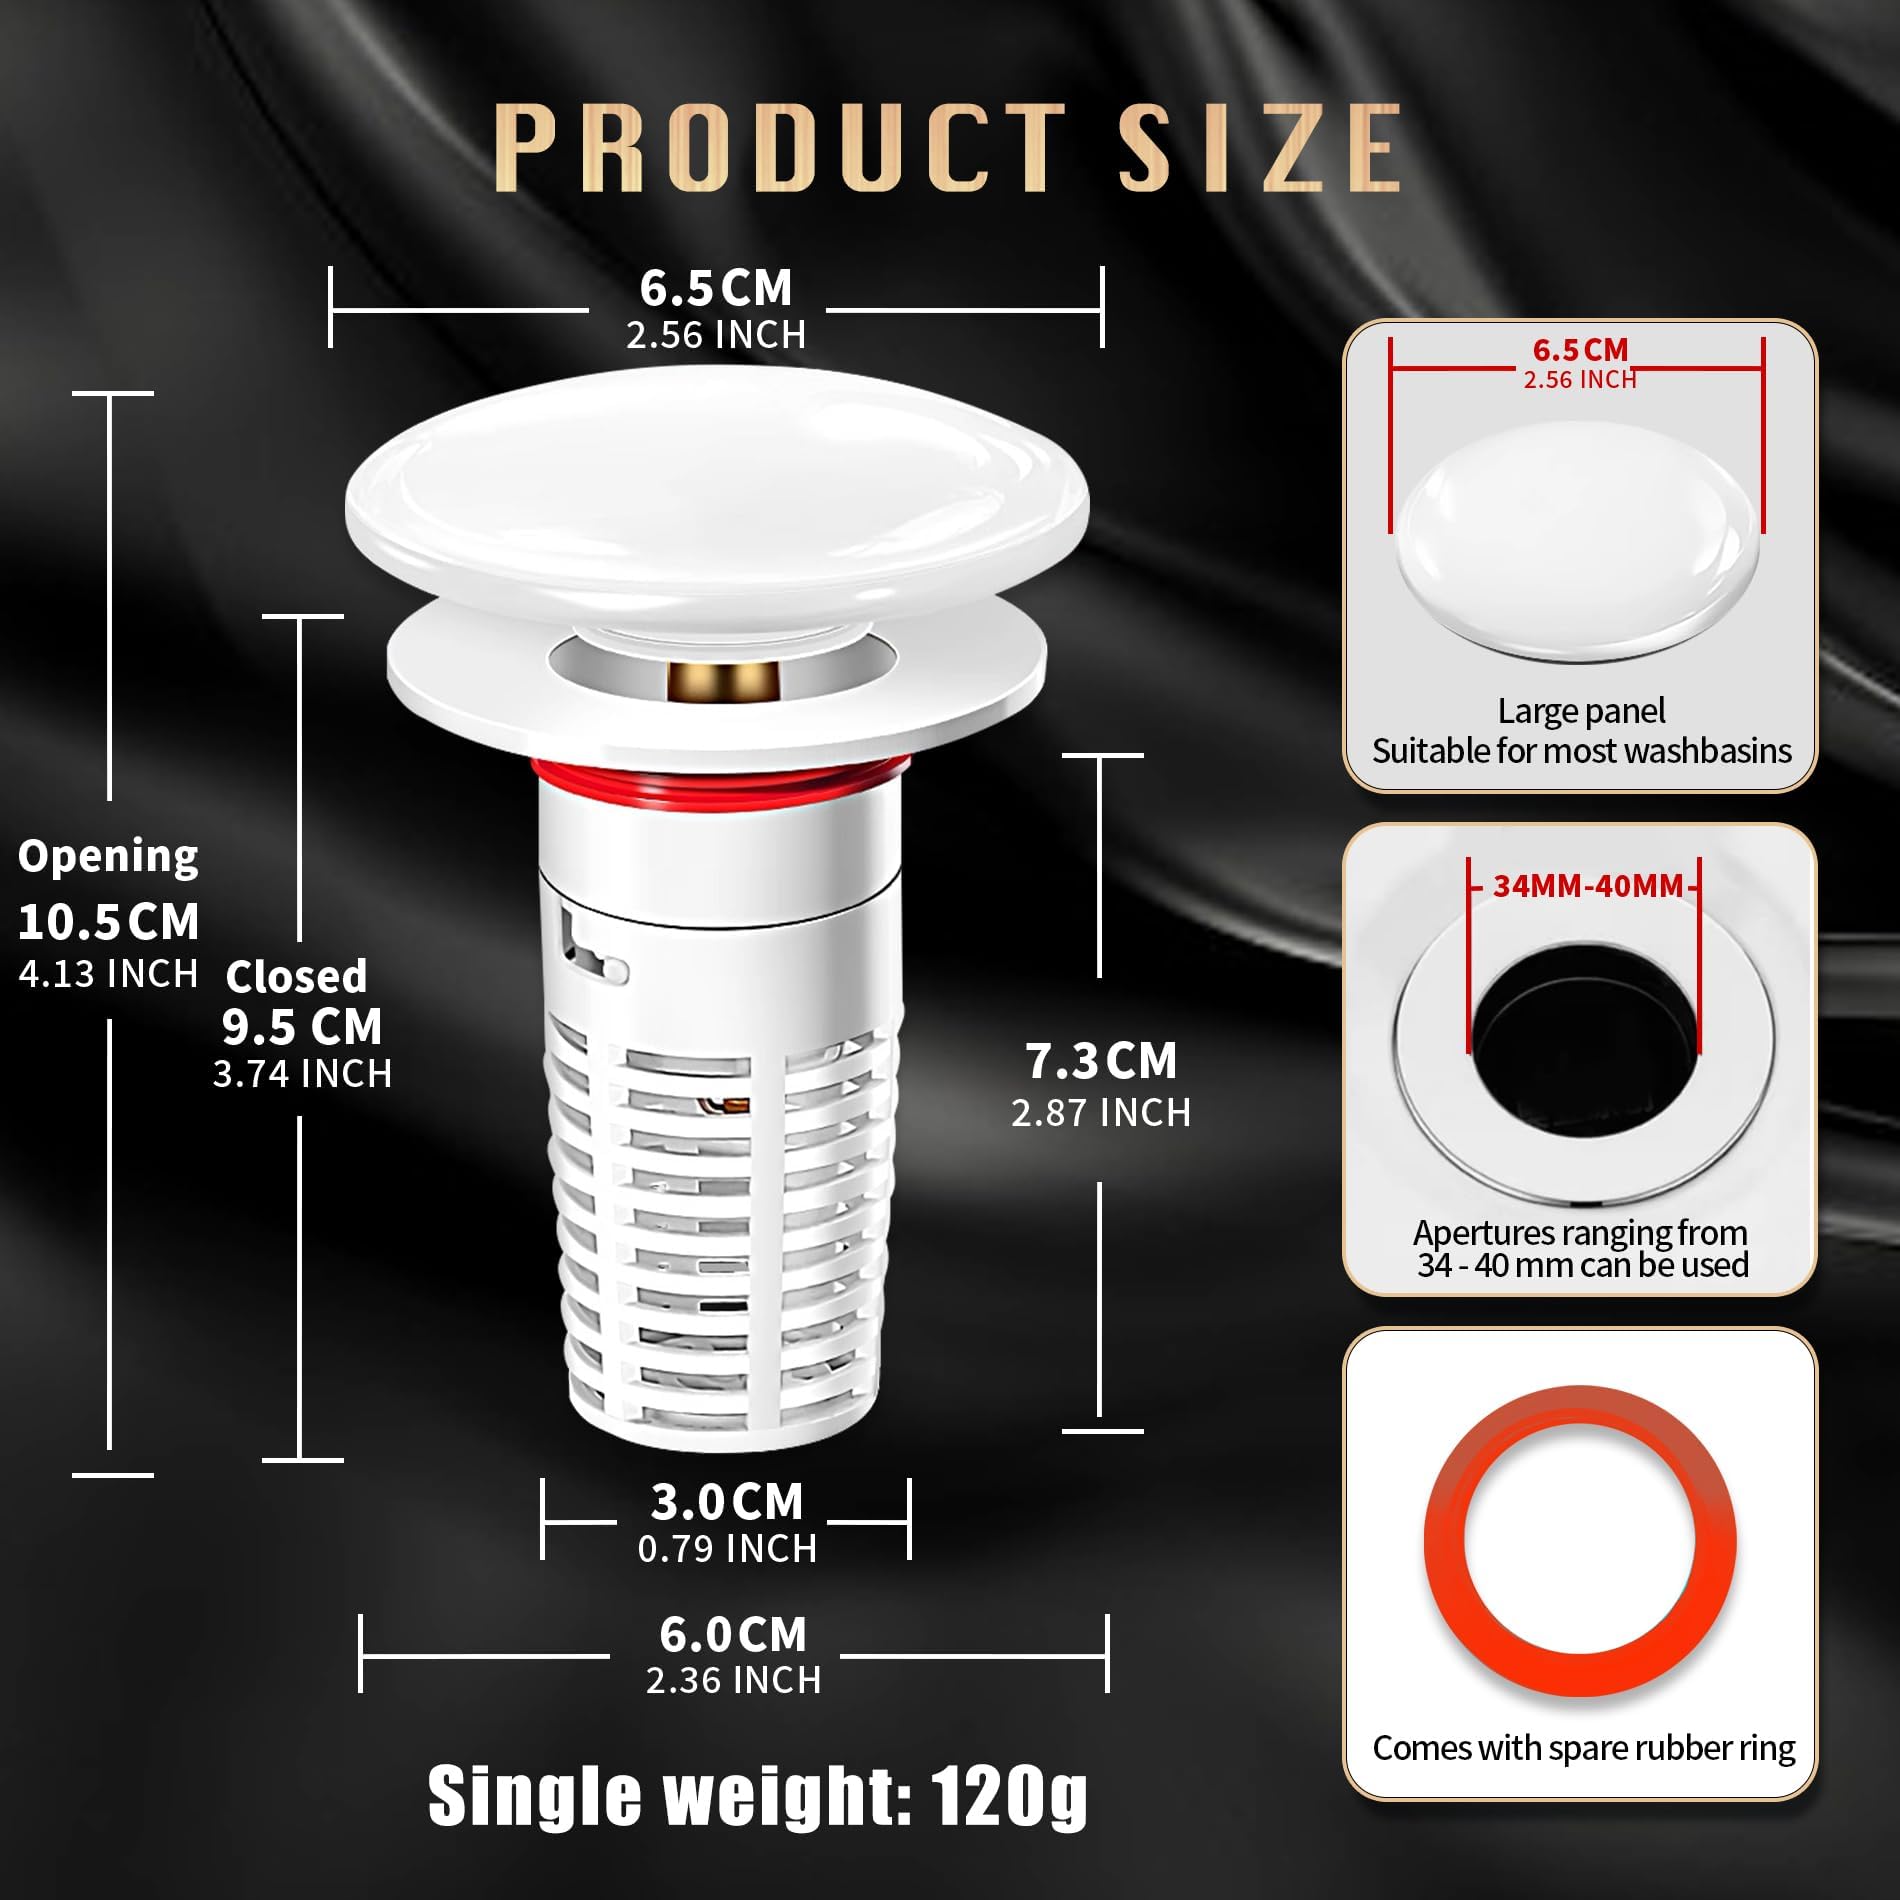 PRODUCT SIZE
6.5CM
2.56 INCH
Opening
10.5CM
4.13 INCH
Closed
9.5 CM
3.74 INCH
7.3CM
2.87 INCH
3.0CM
0.79 INCH
6.0CM
2.36 INCH
Single weight: 120g
6.5CM
2.56 INCH
Large panel
Suitable for most washbasins
34MM-40MM
Apertures ranging from
34 - 40 mm can be used
Comes with spare rubber ring